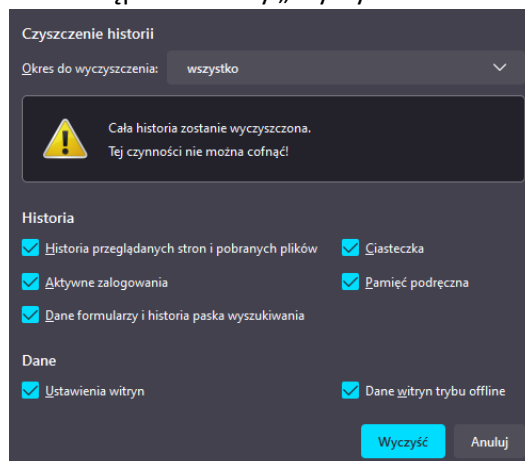 Czyszczenie historii
Okres do wyczyszczenia: wszystko
Cała historia zostanie wyczyszczona.
Tej czynności nie można cofnąć!
Historia
Historia przeglądanych stron i pobranych plików Ciasteczka
Aktywne zalogowania Pamięć podręczna
Dane formularzy i historia paska wyszukiwania
Dane
Ustawienia witryn Dane witryn trybu offline
Wyczyść Anuluj